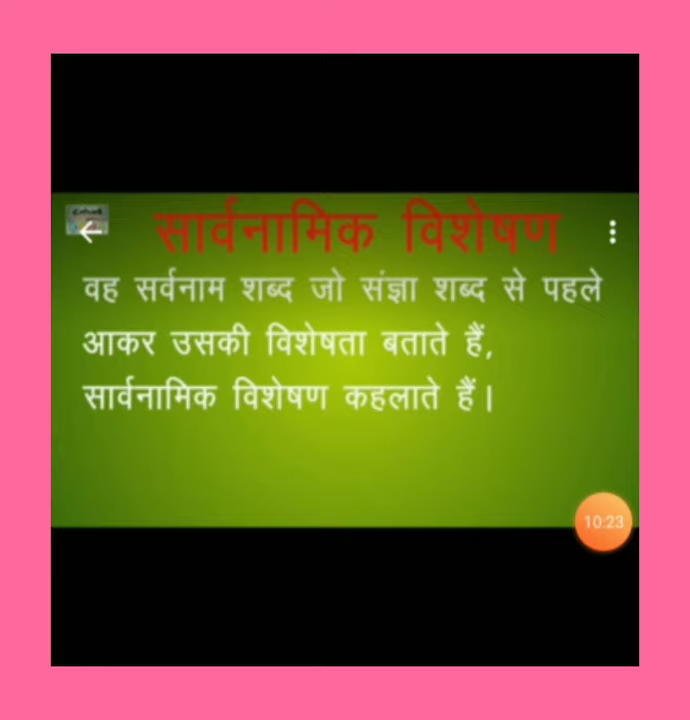 सार्वनामिक विशेषण
वह सर्वनाम शब्द जो संज्ञा शब्द से पहले
आकर उसकी विशेषता बताते हैं,
सार्वनामिक विशेषण कहलाते हैं।
10:23